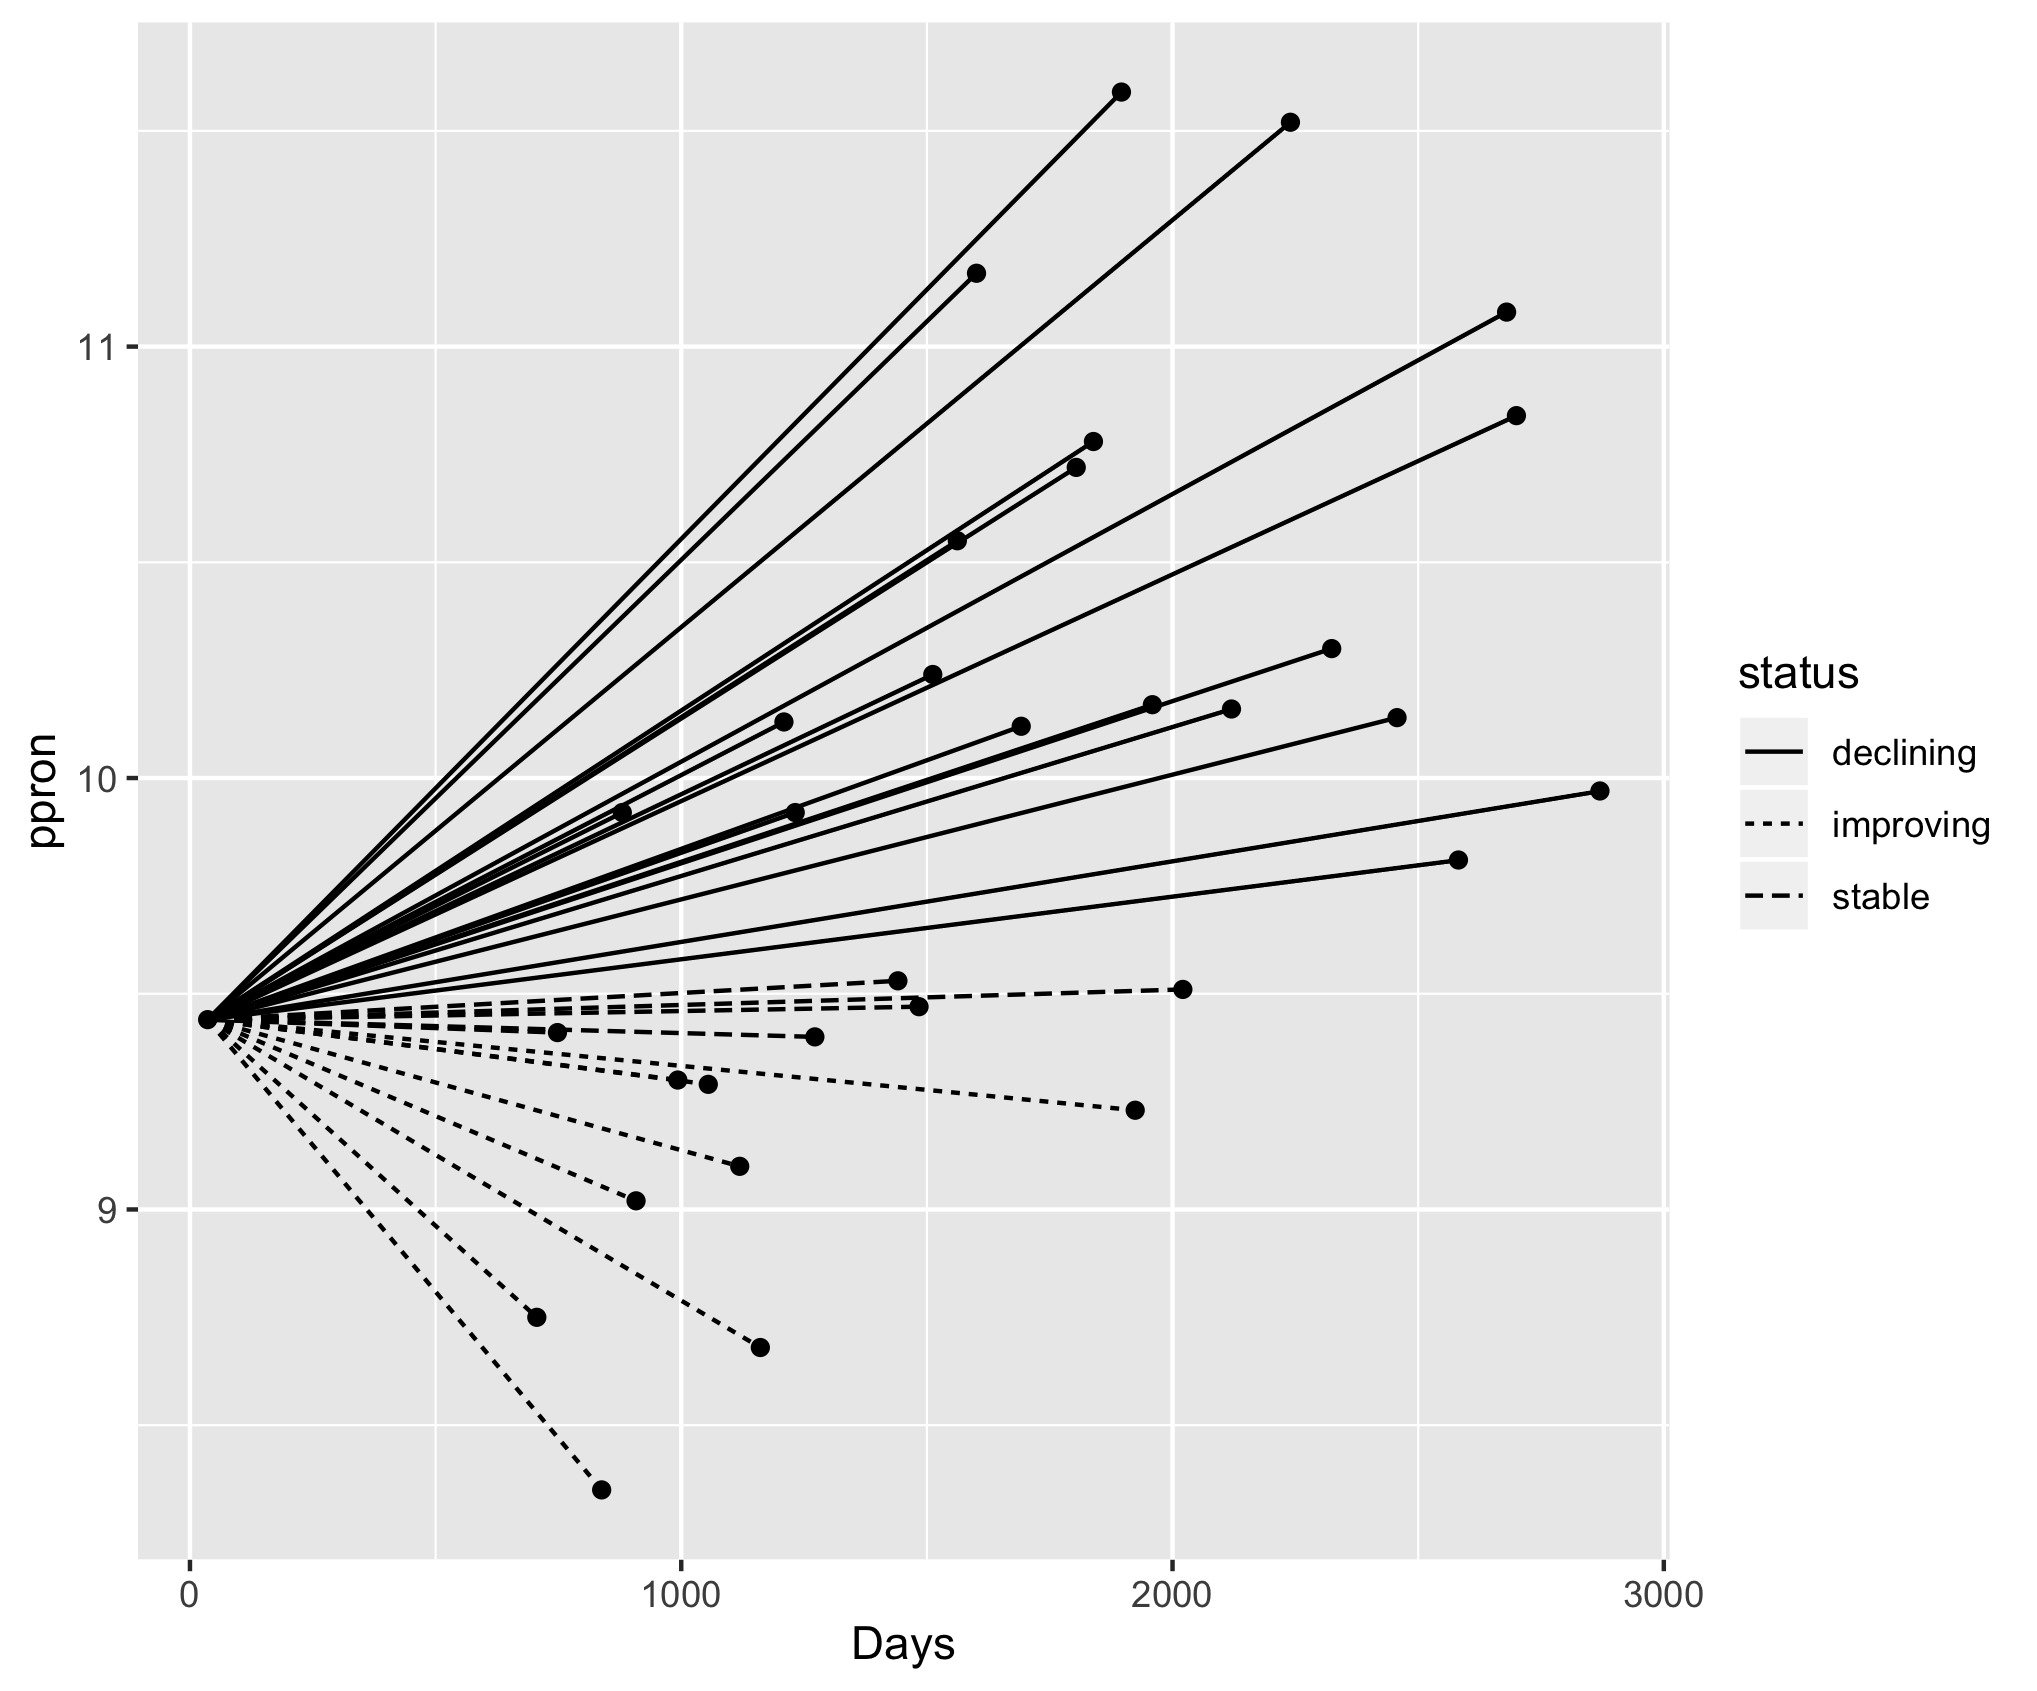 11
10
9
ppron
0 1000 2000 3000
Days
status
declining
improving
stable